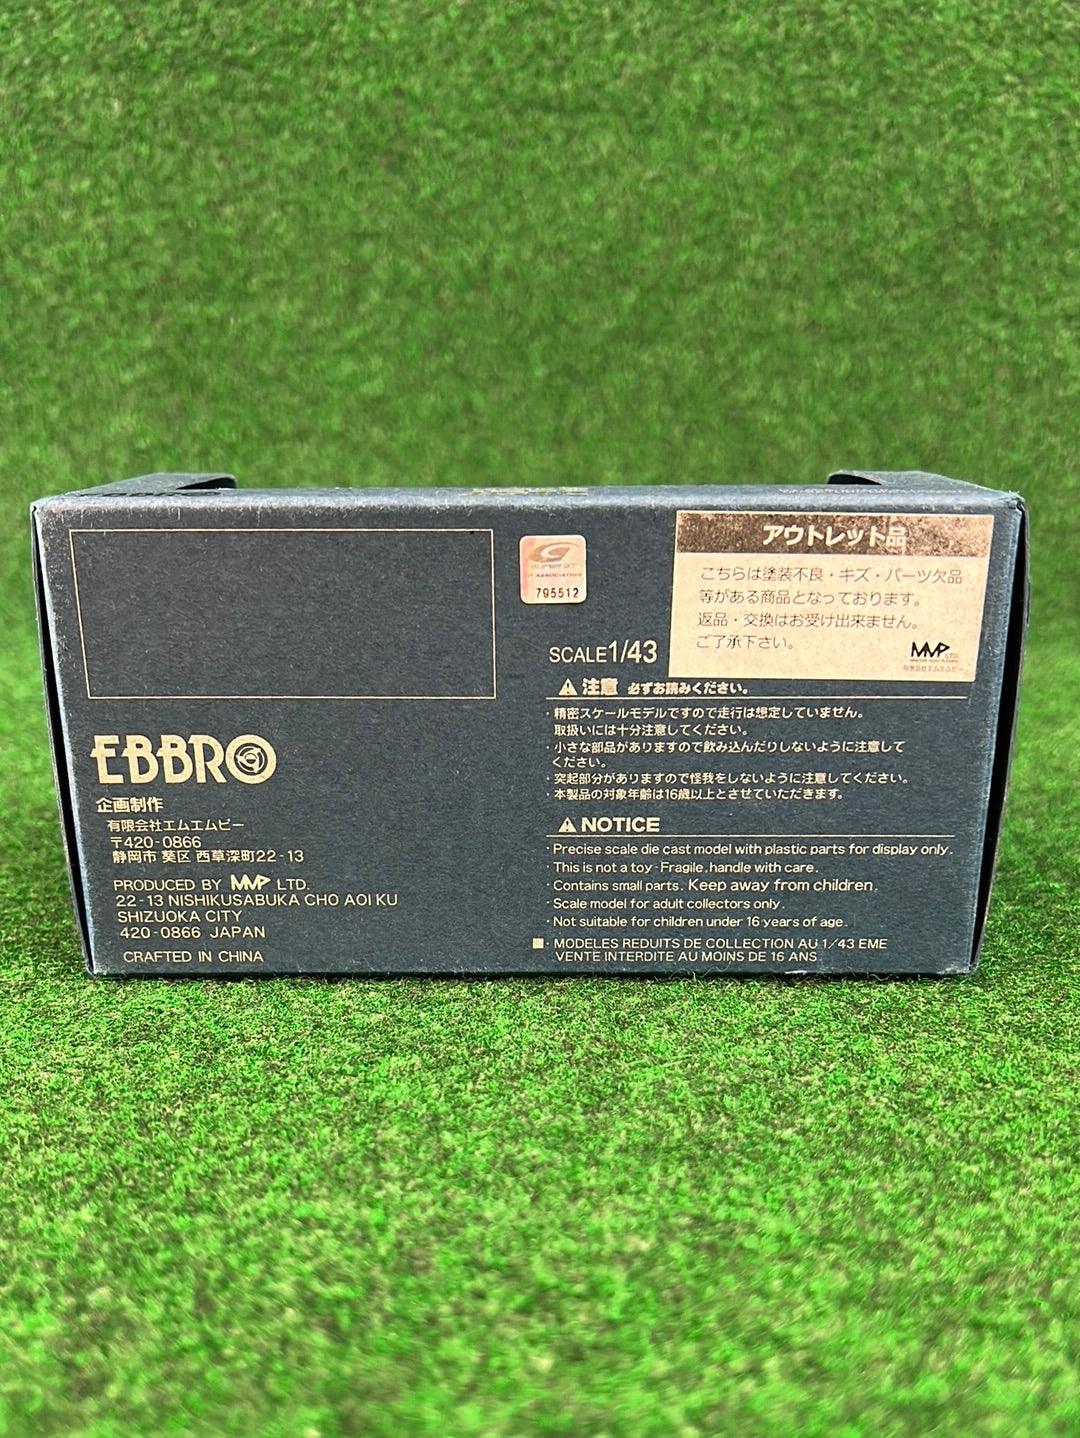 795512
アウトレット品
こちらは塗装不良・キズ・パーツ欠品
等がある商品となっております。
返品・交換はお受け出来ません。
ご了承下さい。
MMP LTD.
有限会社エムエムピー
SCALE1/43
注意 必ずお読みください。
・精密スケールモデルですので走行は想定していません。
取扱いには十分注意してください。
・小さな部品がありますので飲み込んだりしないように注意して
ください。
・突起部分がありますので怪我をしないように注意してください。
・本製品の対象年齢は16歳以上とさせていただきます。
NOTICE
・Precise scale die cast model with plastic parts for display only.
・This is not a toy - Fragile, handle with care.
・Contains small parts. Keep away from children.
・Scale model for adult collectors only.
・Not suitable for children under 16 years of age.
■・MODELES REDUITS DE COLLECTION AU 1/43 EME
VENTE INTERDITE AU MOINS DE 16 ANS
EBBRO
企画制作
有限会社エムエムピー
〒420-0866
静岡市 葵区 西草深町22-13
PRODUCED BY MMP LTD.
22-13 NISHIKUSABUKA CHO AOI KU
SHIZUOKA CITY
420-0866 JAPAN
CRAFTED IN CHINA